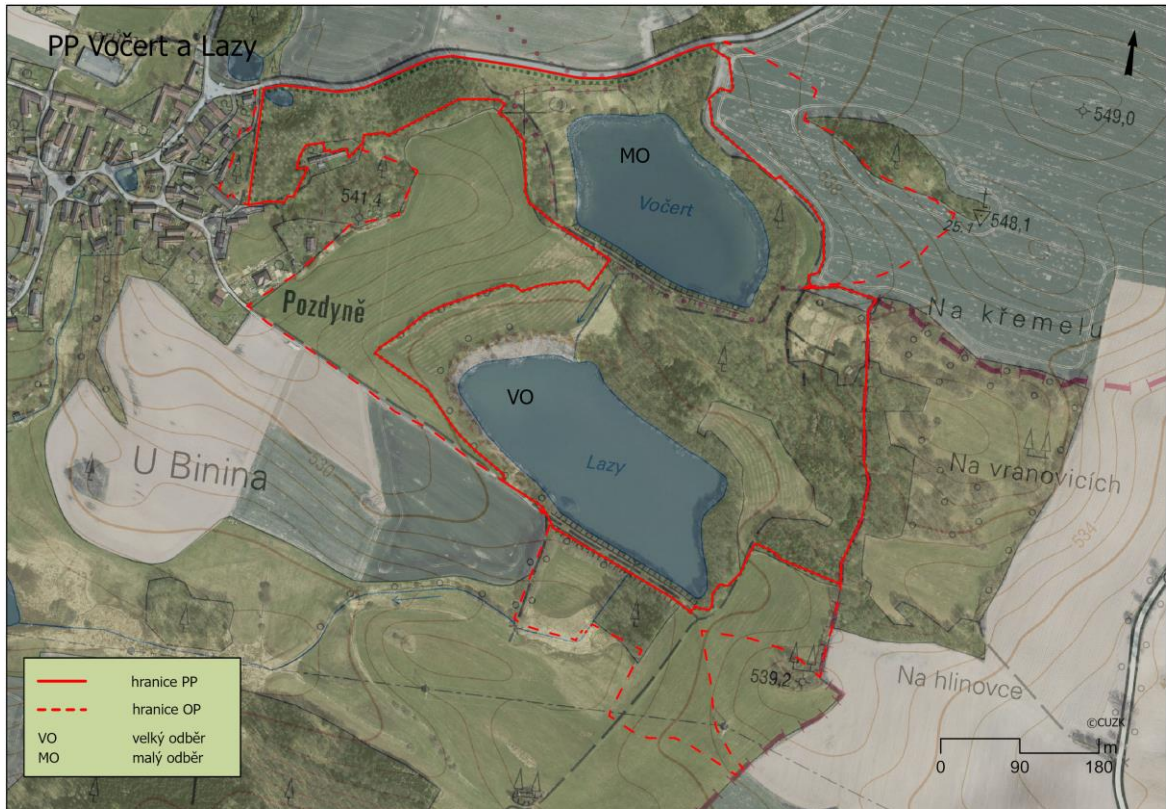 PP Vočert a Lazy
549,0
MO
Vočert
541,4
25.1
548,1
Pozdyně
Na křemelu
VO
Lazy
U Binina
530
Na vranovicích
534
539,2
Na hlinovce
hranice PP
hranice OP
VO velký odběr
MO malý odběr
©CUZK
m
0 90 180